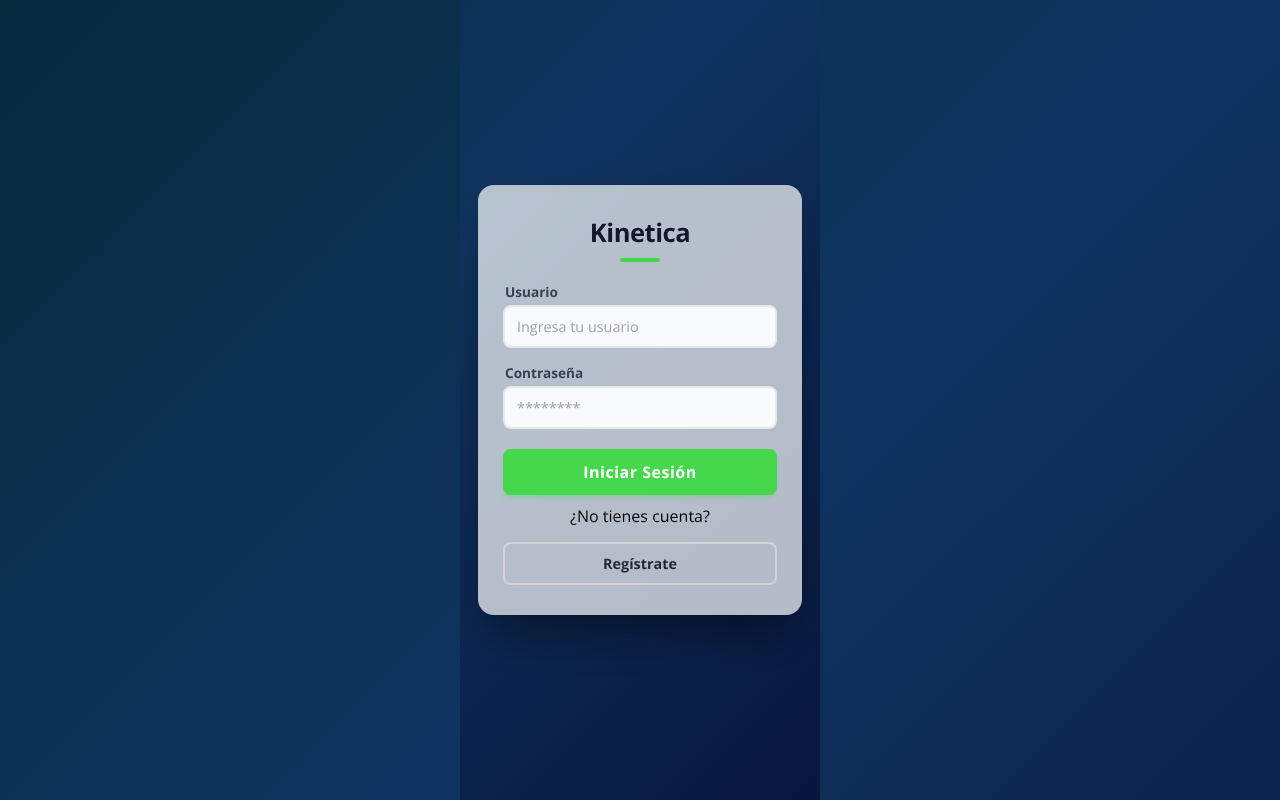 Kinetica
Usuario
Ingresa tu usuario
Contraseña
********
Iniciar Sesión
¿No tienes cuenta?
Regístrate